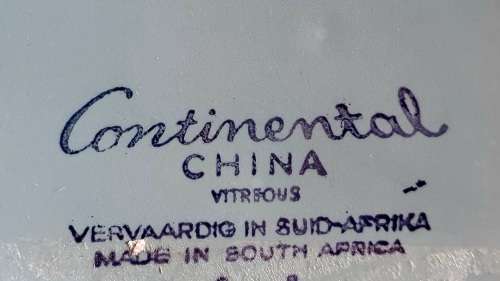 Continental
CHINA
VITREOUS
VERVAARDIG IN SUID-AFRIKA
MADE IN SOUTH AFRICA